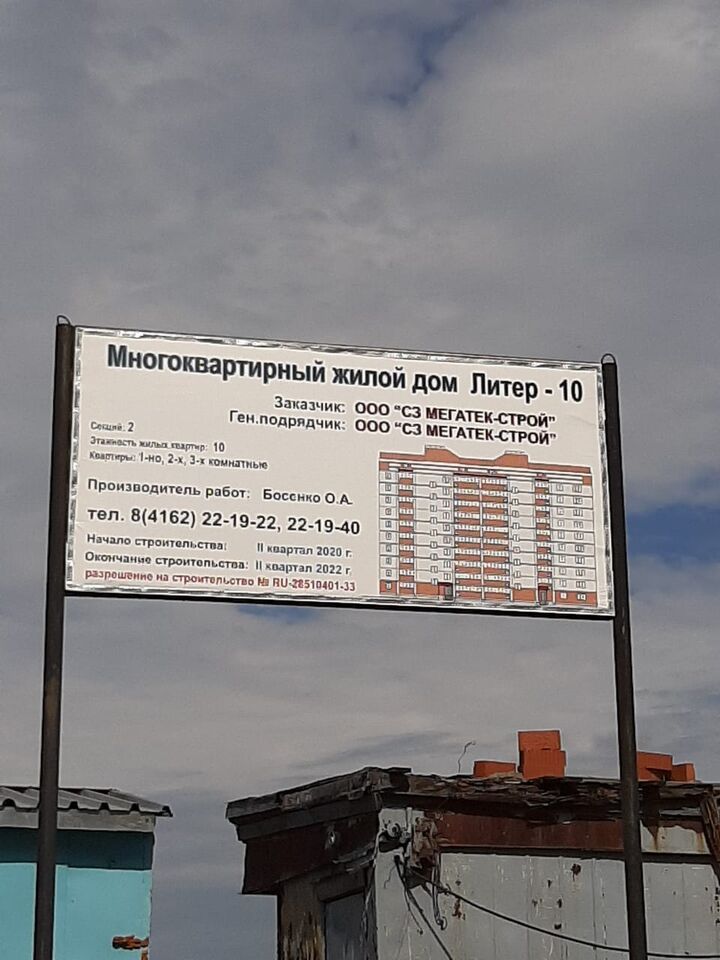 Многоквартирный жилой дом Литер - 10
Заказчик: ООО "СЗ МЕГАТЕК-СТРОЙ"
Ген.подрядчик: ООО "СЗ МЕГАТЕК-СТРОЙ"
Секций: 2
Этажность жилых квартир: 10
Квартиры: 1-но, 2-х, 3-х комнатные
Производитель работ: Босенко О.А.
тел. 8(4162) 22-19-22, 22-19-40
Начало строительства: II квартал 2020 г.
Окончание строительства: II квартал 2022 г.
разрешение на строительство № RU-28510401-33